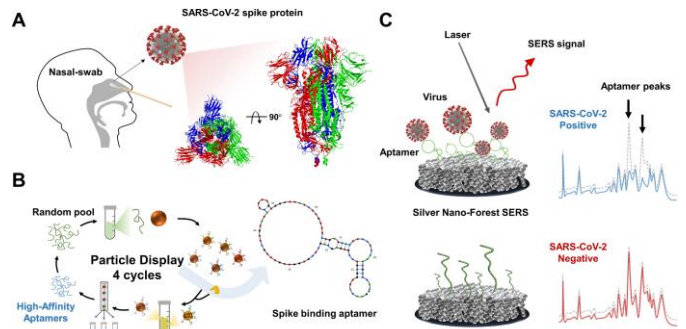 A
SARS-CoV-2 spike protein
Nasal-swab
90°
B
Random pool
Particle Display
4 cycles
High-Affinity
Aptamers
Spike binding aptamer
C
Laser
SERS signal
Virus
Aptamer
Aptamer peaks
SARS-CoV-2
Positive
Silver Nano-Forest SERS
SARS-CoV-2
Negative